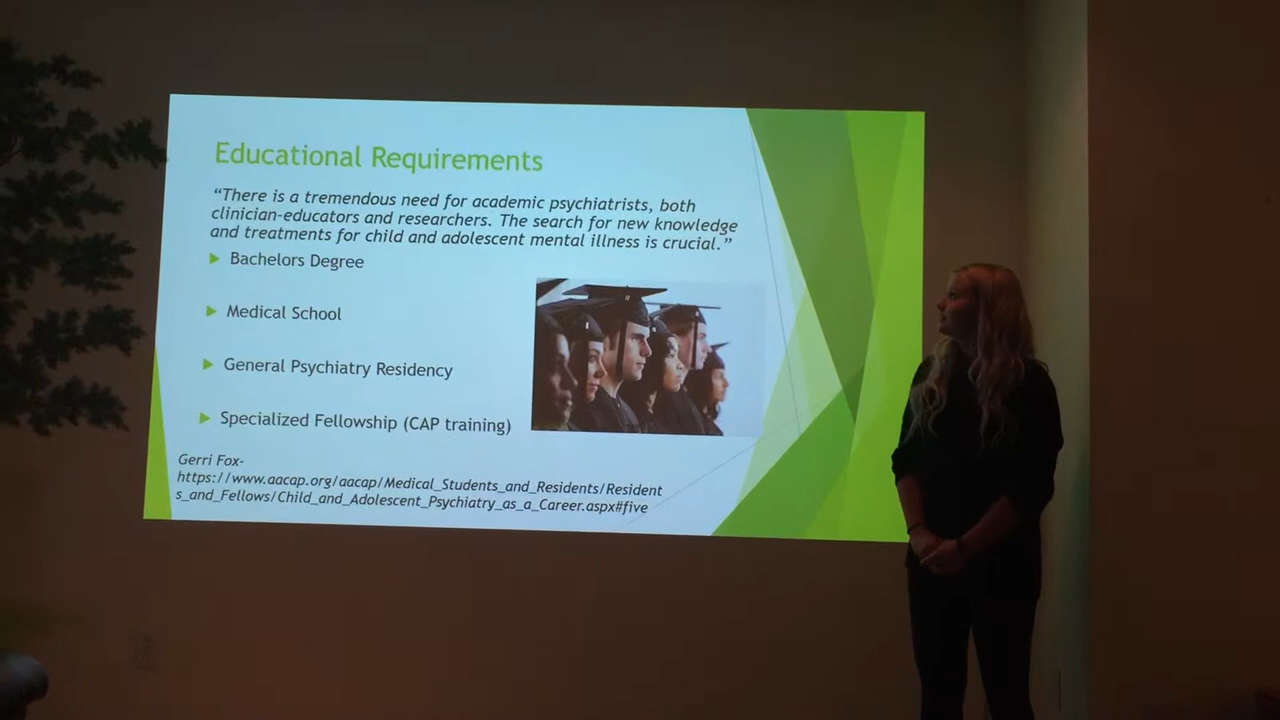 Educational Requirements
“There is a tremendous need for academic psychiatrists, both
clinician-educators and researchers. The search for new knowledge
and treatments for child and adolescent mental illness is crucial.”
Bachelors Degree
Medical School
General Psychiatry Residency
Specialized Fellowship (CAP training)
Gerri Fox-
https://www.aacap.org/aacap/Medical_Students_and_Residents/Resident
s_and_Fellows/Child_and_Adolescent_Psychiatry_as_a_Career.aspx#five